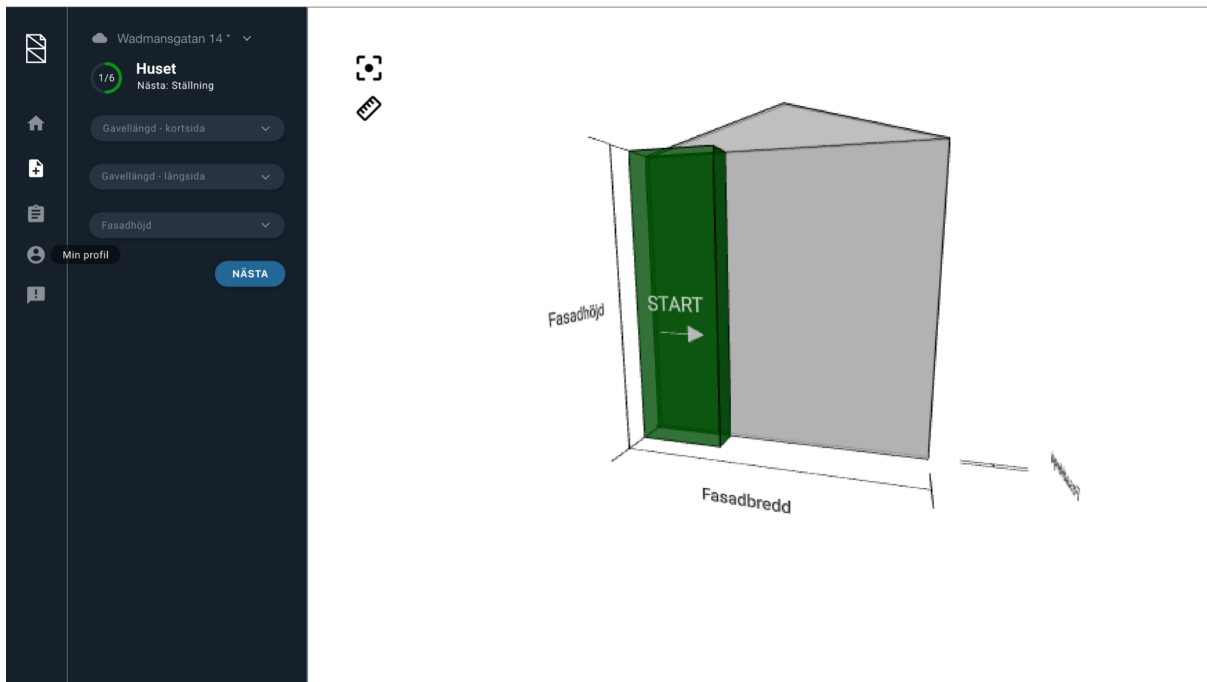 Wadmansgatan 14 *
1/6
Huset
Nästa: Ställning
Gavellängd - kortsida
Gavellängd - långsida
Fasadhöjd
Min profil
NÄSTA
START
Fasadhöjd
Fasadbredd